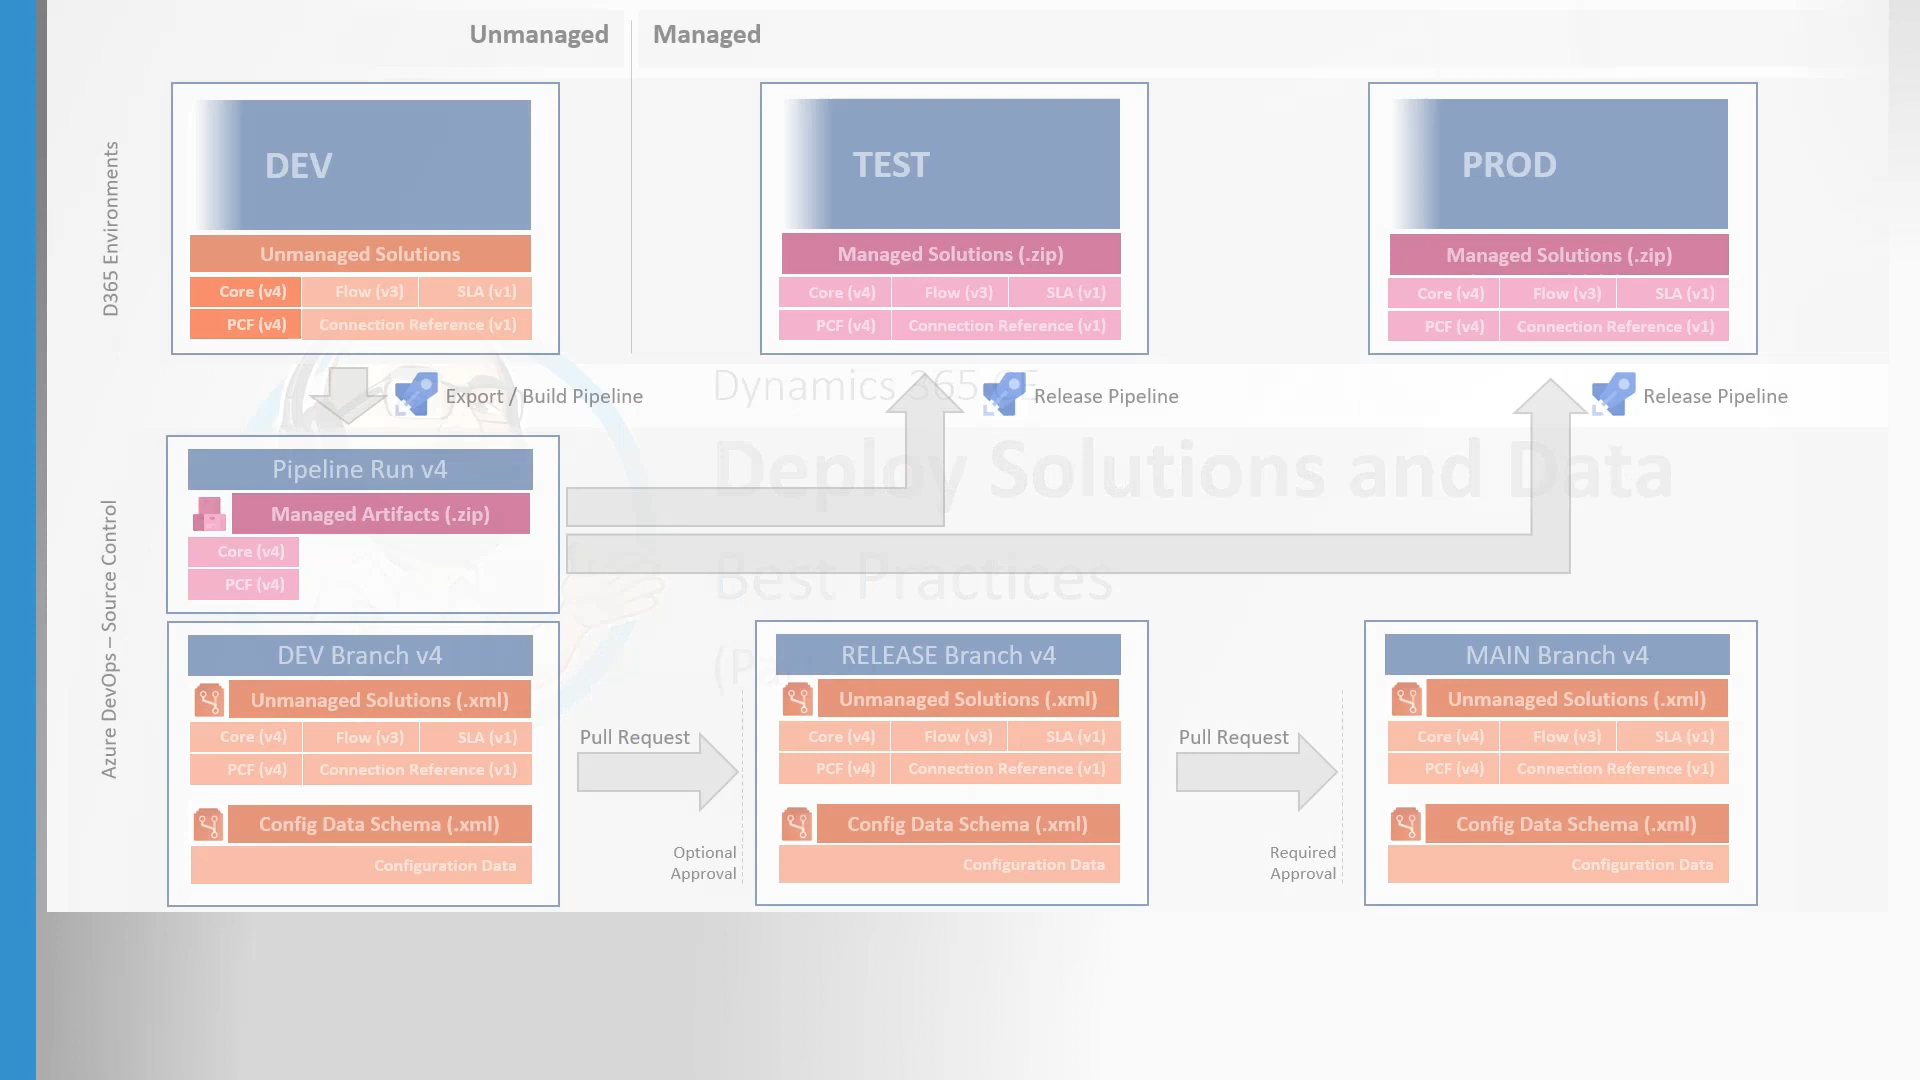 Unmanaged
Managed
D365 Environments
DEV
Unmanaged Solutions
Core (v4)
Flow (v3)
SLA (v1)
PCF (v4)
Connection Reference (v1)
TEST
Managed Solutions (.zip)
Core (v4)
Flow (v3)
SLA (v1)
PCF (v4)
Connection Reference (v1)
PROD
Managed Solutions (.zip)
Core (v4)
Flow (v3)
SLA (v1)
PCF (v4)
Connection Reference (v1)
Export / Build Pipeline
Release Pipeline
Release Pipeline
Dynamics 365
Deploy Solutions and Data
Best Practices
Azure DevOps – Source Control
Pipeline Run v4
Managed Artifacts (.zip)
Core (v4)
PCF (v4)
DEV Branch v4
Unmanaged Solutions (.xml)
Core (v4)
Flow (v3)
SLA (v1)
PCF (v4)
Connection Reference (v1)
Config Data Schema (.xml)
Configuration Data
Pull Request
Optional
Approval
RELEASE Branch v4
Unmanaged Solutions (.xml)
Core (v4)
Flow (v3)
SLA (v1)
PCF (v4)
Connection Reference (v1)
Config Data Schema (.xml)
Configuration Data
Pull Request
Required
Approval
MAIN Branch v4
Unmanaged Solutions (.xml)
Core (v4)
Flow (v3)
SLA (v1)
PCF (v4)
Connection Reference (v1)
Config Data Schema (.xml)
Configuration Data